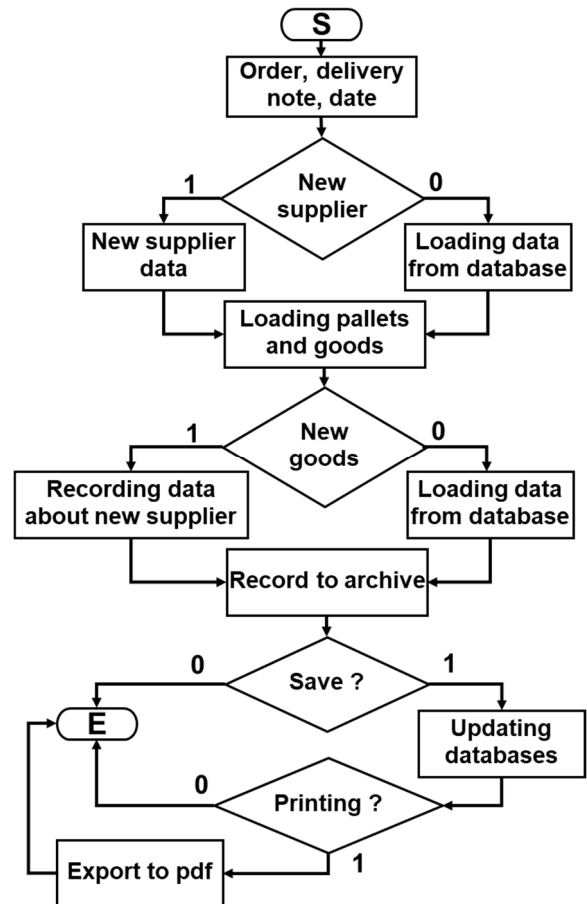 S
Order, delivery
note, date
1
New
supplier
0
New supplier
data
Loading data
from database
Loading pallets
and goods
1
New
goods
0
Recording data
about new supplier
Loading data
from database
Record to archive
0
Save ?
1
E
Updating
databases
0
Printing ?
1
Export to pdf